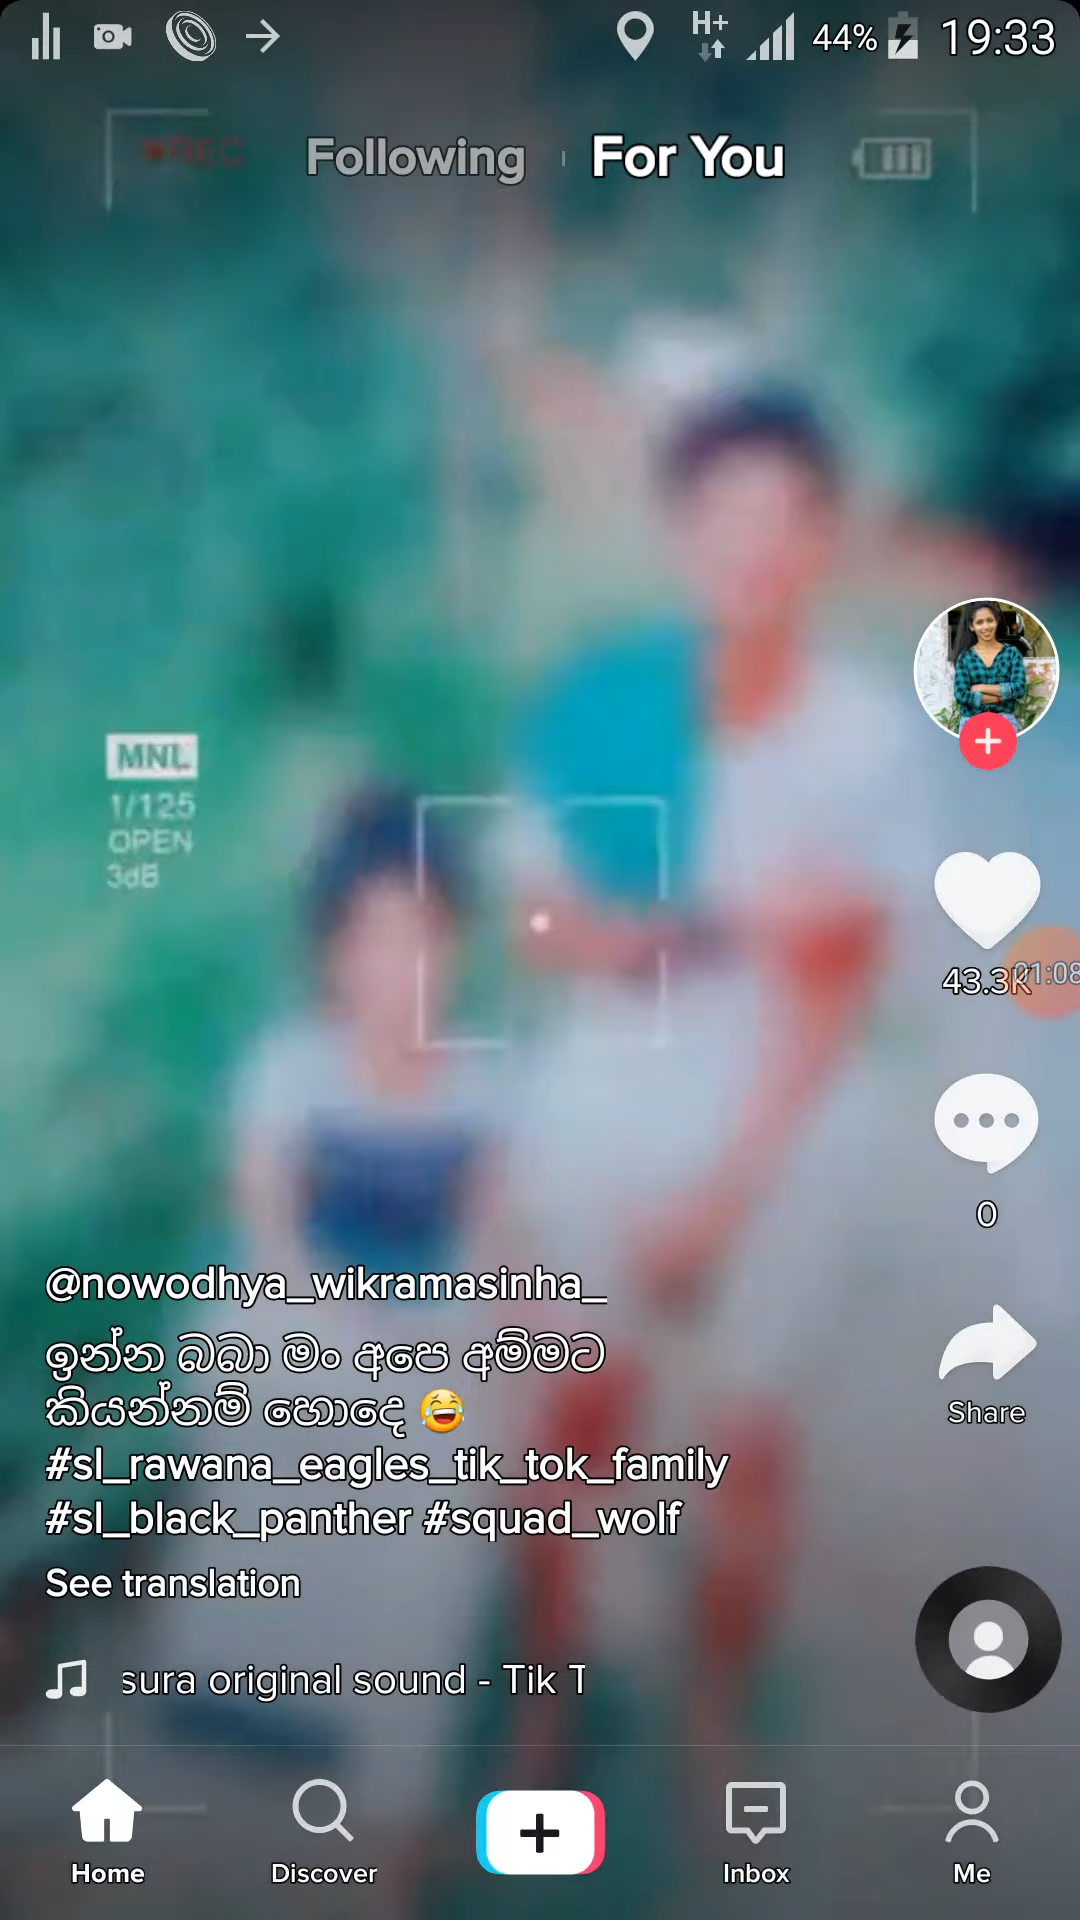 H+
44%
19:33
REC
Following
For You
MNL
1/125
OPEN
3dB
43.3K
01:08
0
@nowodhya_wikramasinha_
ඉන්න බබා මං අපෙ අම්මට
කියන්නම් හොදෙ 😂
#sl_rawana_eagles_tik_tok_family
#sl_black_panther #squad_wolf
Share
See translation
sura original sound - Tik T
Home
Discover
Inbox
Me